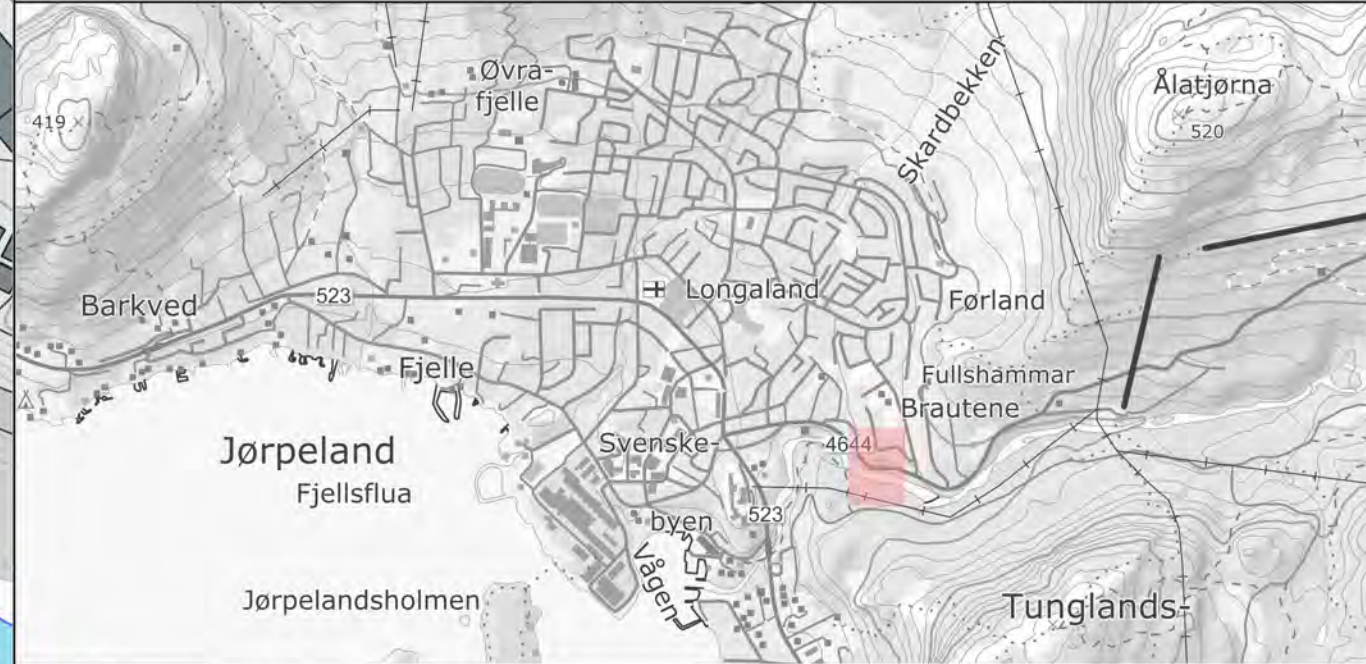 Øvra-
fjelle
Skardbekken
Ålatjørna
520
419
Barkved
523
Longaland
Førland
Fjelle
Fullshammar
Brautene
Jørpeland
Fjellsflua
Svenske-
byen
4644
523
Vågen
Jørpelandsholmen
Tunglands-